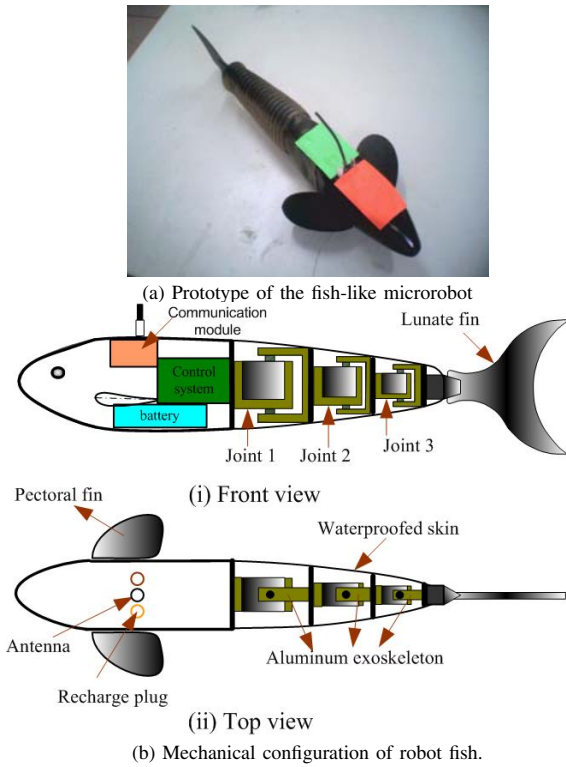 (a) Prototype of the fish-like microrobot
Communication
module
Lunate fin
Control
system
battery
Joint 1
Joint 2
Joint 3
(i) Front view
Pectoral fin
Waterproofed skin
Antenna
Aluminum exoskeleton
Recharge plug
(ii) Top view
(b) Mechanical configuration of robot fish.